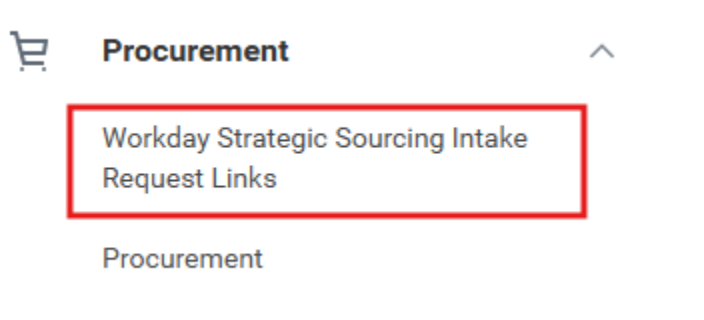 Procurement
Workday Strategic Sourcing Intake
Request Links
Procurement